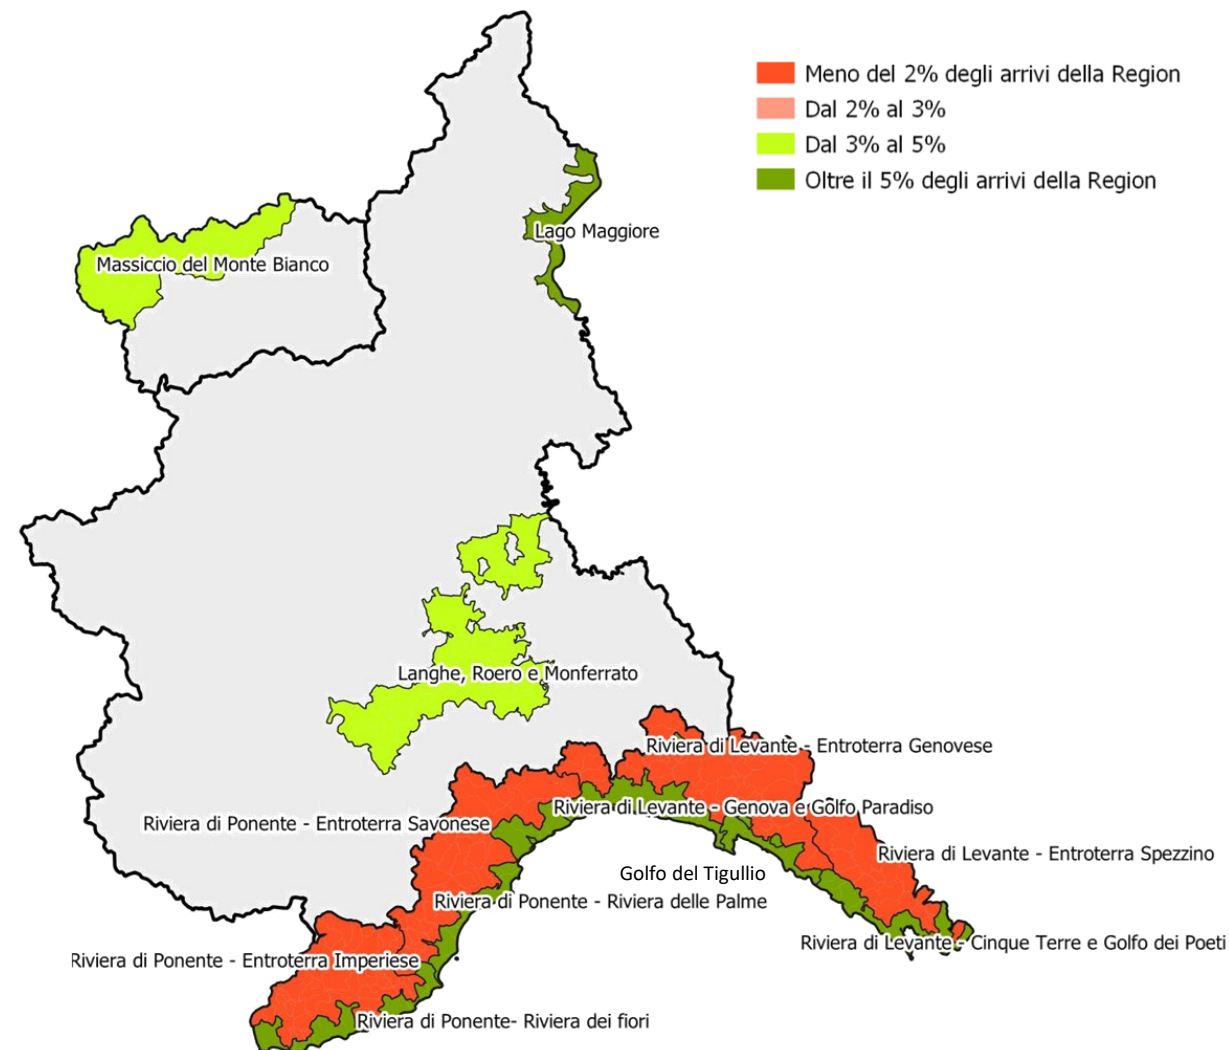 Meno del 2% degli arrivi della Region
Dal 2% al 3%
Dal 3% al 5%
Oltre il 5% degli arrivi della Region
Lago Maggiore
Massiccio del Monte Bianco
Langhe, Roero e Monferrato
Riviera di Levante - Entroterra Genovese
Riviera di Levante - Genova e Golfo Paradiso
Riviera di Ponente - Entroterra Savonese
Riviera di Levante - Entroterra Spezzino
Golfo del Tigullio
Riviera di Ponente - Riviera delle Palme
Riviera di Levante - Cinque Terre e Golfo dei Poeti
Riviera di Ponente - Entroterra Imperiese
Riviera di Ponente- Riviera dei fiori